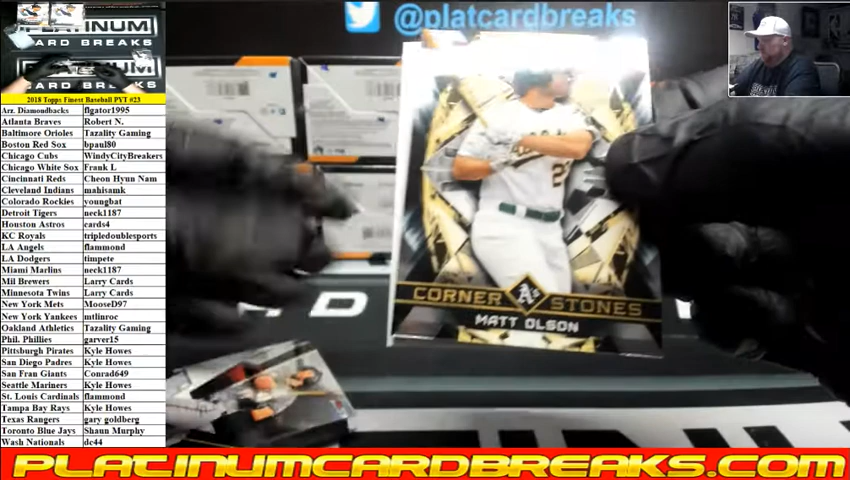 PLATINUM
CARD BREAKS
CARD BREAKS
@platcardbreaks
2018 Topps Finest Baseball PYT #23
Arz. Diamondbacks flgator1995
Atlanta Braves Robert N.
Baltimore Orioles Tazality Gaming
Boston Red Sox bpaul80
Chicago Cubs WindyCityBreakers
Chicago White Sox Frank L
Cincinnati Reds Cheon Hyun Nam
Cleveland Indians mahisamk
Colorado Rockies youngbat
Detroit Tigers neck1187
Houston Astros cards4
KC Royals tripledoublesports
LA Angels flammond
LA Dodgers timpete
Miami Marlins neck1187
Mil Brewers Larry Cards
Minnesota Twins Larry Cards
New York Mets MooseD97
New York Yankees mtlinroc
Oakland Athletics Tazality Gaming
Phil. Phillies garver15
Pittsburgh Pirates Kyle Howes
San Diego Padres Kyle Howes
San Fran Giants Conrad649
Seattle Mariners Kyle Howes
St. Louis Cardinals flammond
Tampa Bay Rays Kyle Howes
Texas Rangers gary goldberg
Toronto Blue Jays Shaun Murphy
Wash Nationals dc44
CORNER A's STONES
MATT OLSON
PLATINUMCARDBREAKS.COM